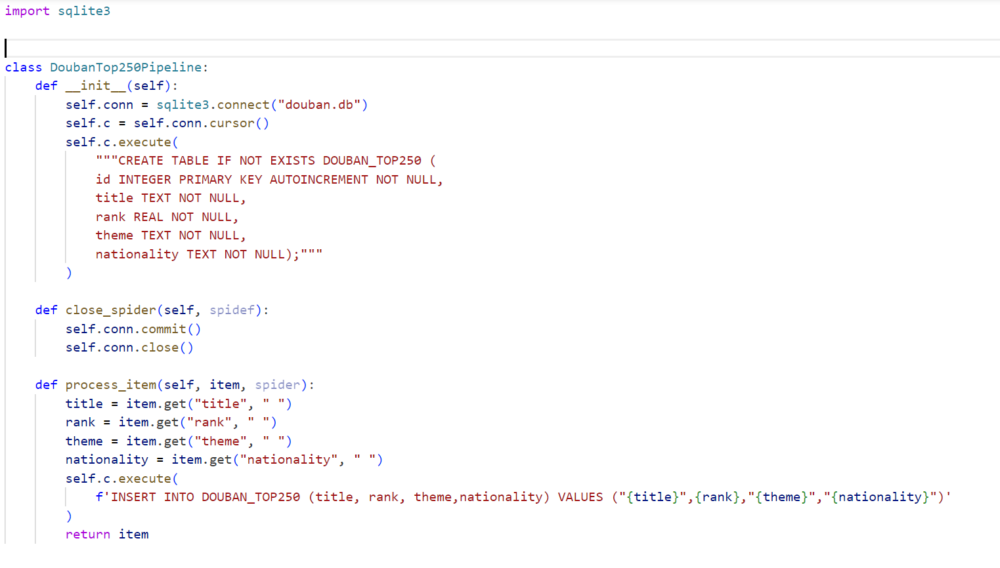 import sqlite3
class DoubanTop250Pipeline:
    def __init__(self):
        self.conn = sqlite3.connect("douban.db")
        self.c = self.conn.cursor()
        self.c.execute(
            """CREATE TABLE IF NOT EXISTS DOUBAN_TOP250 (
            id INTEGER PRIMARY KEY AUTOINCREMENT NOT NULL,
            title TEXT NOT NULL,
            rank REAL NOT NULL,
            theme TEXT NOT NULL,
            nationality TEXT NOT NULL);"""
        )
    def close_spider(self, spidef):
        self.conn.commit()
        self.conn.close()
    def process_item(self, item, spider):
        title = item.get("title", " ")
        rank = item.get("rank", " ")
        theme = item.get("theme", " ")
        nationality = item.get("nationality", " ")
        self.c.execute(
            f'INSERT INTO DOUBAN_TOP250 (title, rank, theme,nationality) VALUES ("{title}",{rank},"{theme}","{nationality}")'
        )
        return item